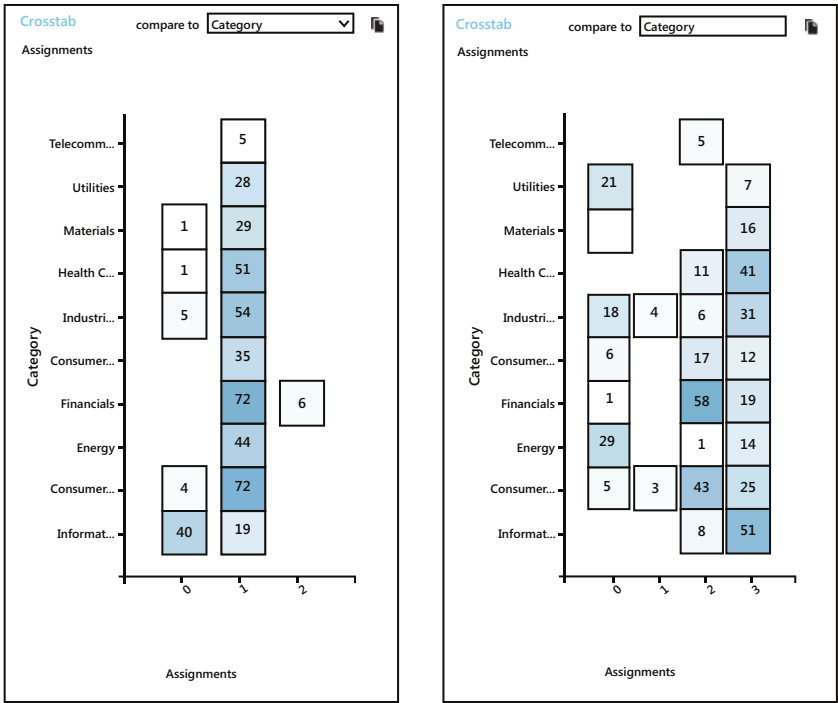 Crosstab
compare to Category
Assignments
Category
Telecomm... 5
Utilities 28
Materials 1 29
Health C... 1 51
Industri... 5 54
Consumer... 35
Financials 72 6
Energy 44
Consumer... 4 72
Informat... 40 19
0 1 2
Assignments
Crosstab
compare to Category
Assignments
Category
Telecomm... 5
Utilities 21 7
Materials 16
Health C... 11 41
Industri... 18 4 6 31
Consumer... 6 17 12
Financials 1 58 19
Energy 29 1 14
Consumer... 5 3 43 25
Informat... 8 51
0 1 2 3
Assignments